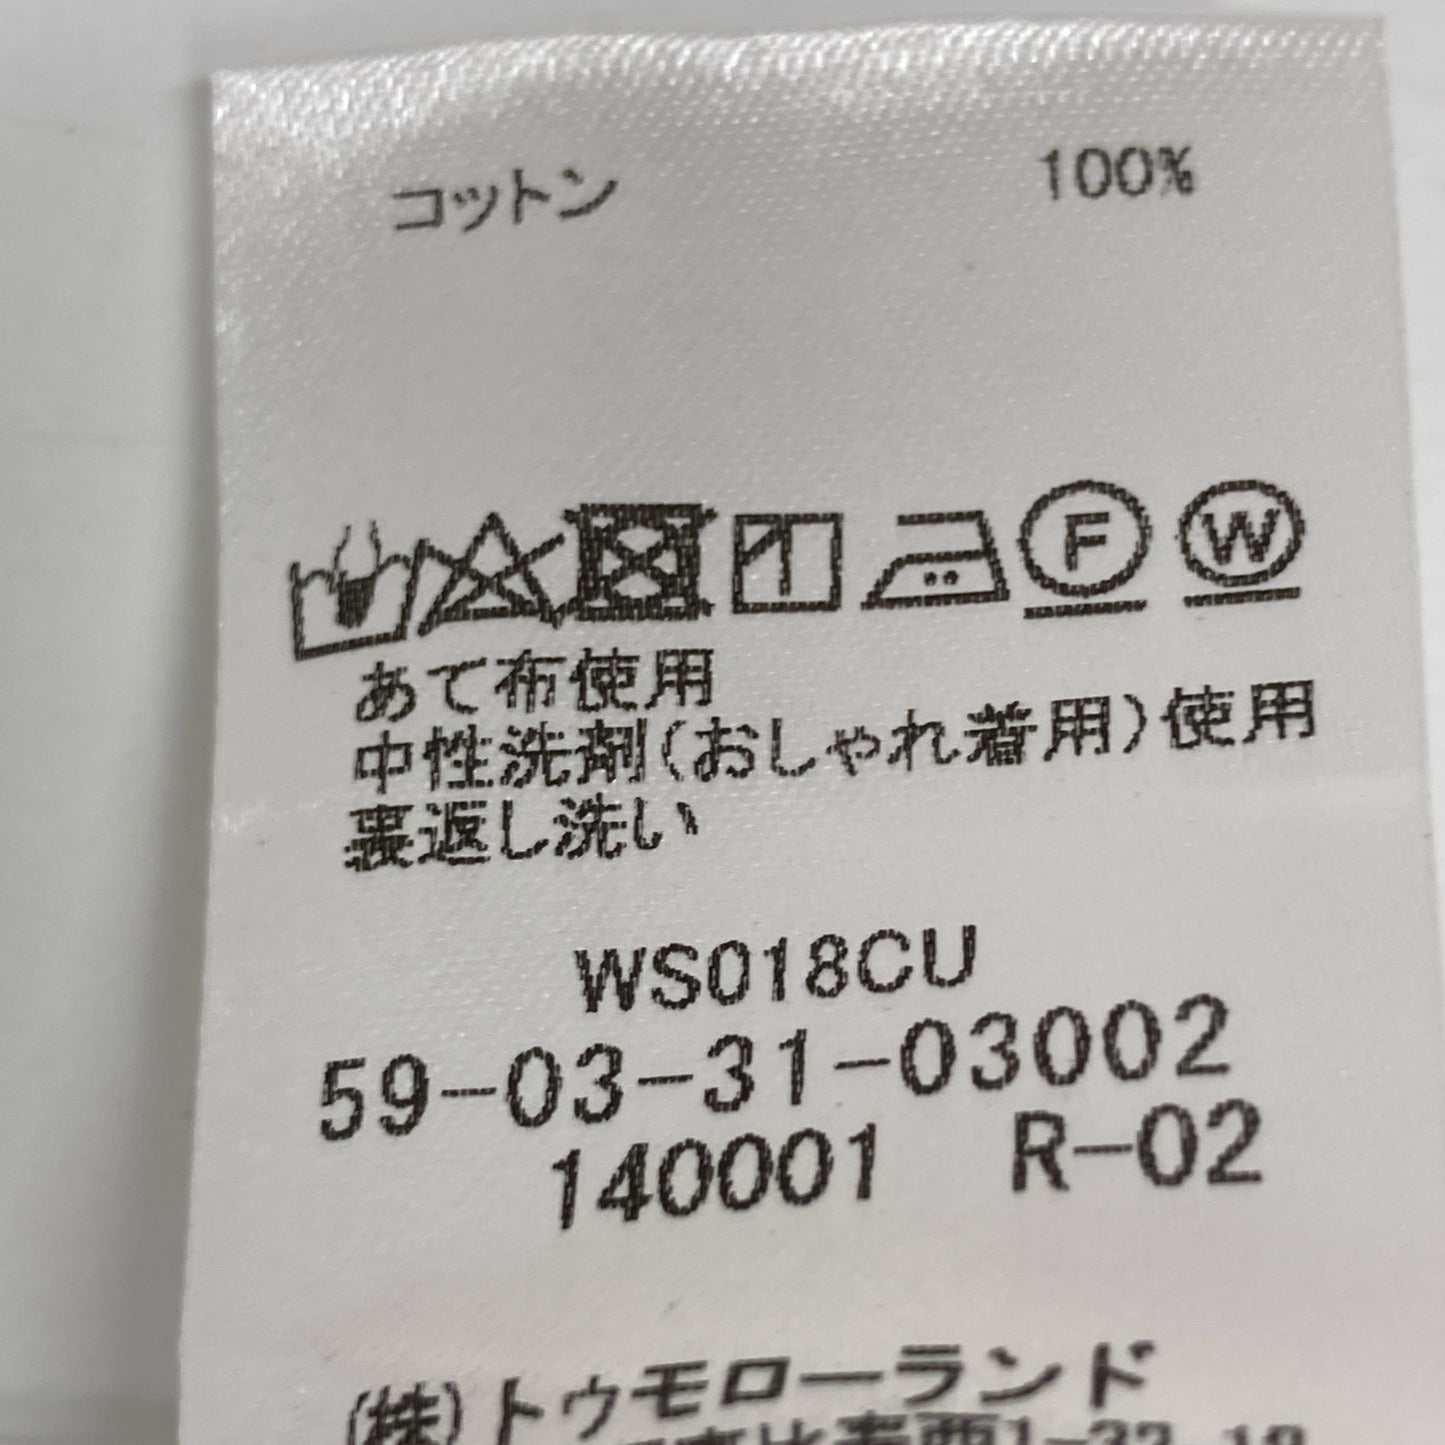 コットン 100%
F W
あて布使用
中性洗剤(おしゃれ着用)使用
裏返し洗い
WS018CU
59-03-31-03002
140001 R-02
(株)トゥモローランド